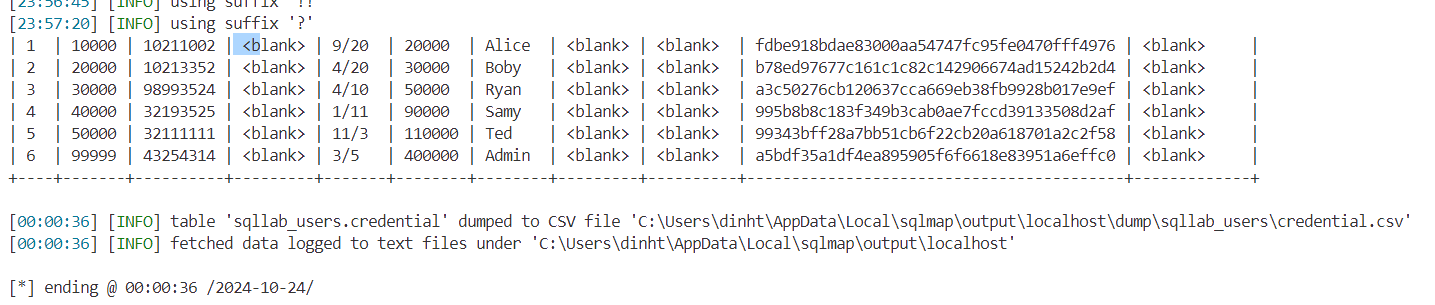 [23:56:45] [INFO] using suffix '!!'
[23:57:20] [INFO] using suffix '?'
| 1 | 10000 | 10211002 | <blank> | 9/20 | 20000 | Alice | <blank> | <blank> | fdbe918bdae83000aa54747fc95fe0470fff4976 | <blank> |
| 2 | 20000 | 10213352 | <blank> | 4/20 | 30000 | Boby | <blank> | <blank> | b78ed97677c161c1c82c142906674ad15242b2d4 | <blank> |
| 3 | 30000 | 98993524 | <blank> | 4/10 | 50000 | Ryan | <blank> | <blank> | a3c50276cb120637cca669eb38fb9928b017e9ef | <blank> |
| 4 | 40000 | 32193525 | <blank> | 1/11 | 90000 | Samy | <blank> | <blank> | 995b8b8c183f349b3cab0ae7fccd39133508d2af | <blank> |
| 5 | 50000 | 32111111 | <blank> | 11/3 | 110000 | Ted | <blank> | <blank> | 99343bff28a7bb51cb6f22cb20a618701a2c2f58 | <blank> |
| 6 | 99999 | 43254314 | <blank> | 3/5 | 400000 | Admin | <blank> | <blank> | a5bdf35a1df4ea895905f6f6618e83951a6effc0 | <blank> |
+----+-------+----------+---------+-------+--------+-------+---------+----------+------------------------------------------+------------+
[00:00:36] [INFO] table 'sqllab_users.credential' dumped to CSV file 'C:\Users\dinht\AppData\Local\sqlmap\output\localhost\dump\sqllab_users\credential.csv'
[00:00:36] [INFO] fetched data logged to text files under 'C:\Users\dinht\AppData\Local\sqlmap\output\localhost'
[*] ending @ 00:00:36 /2024-10-24/